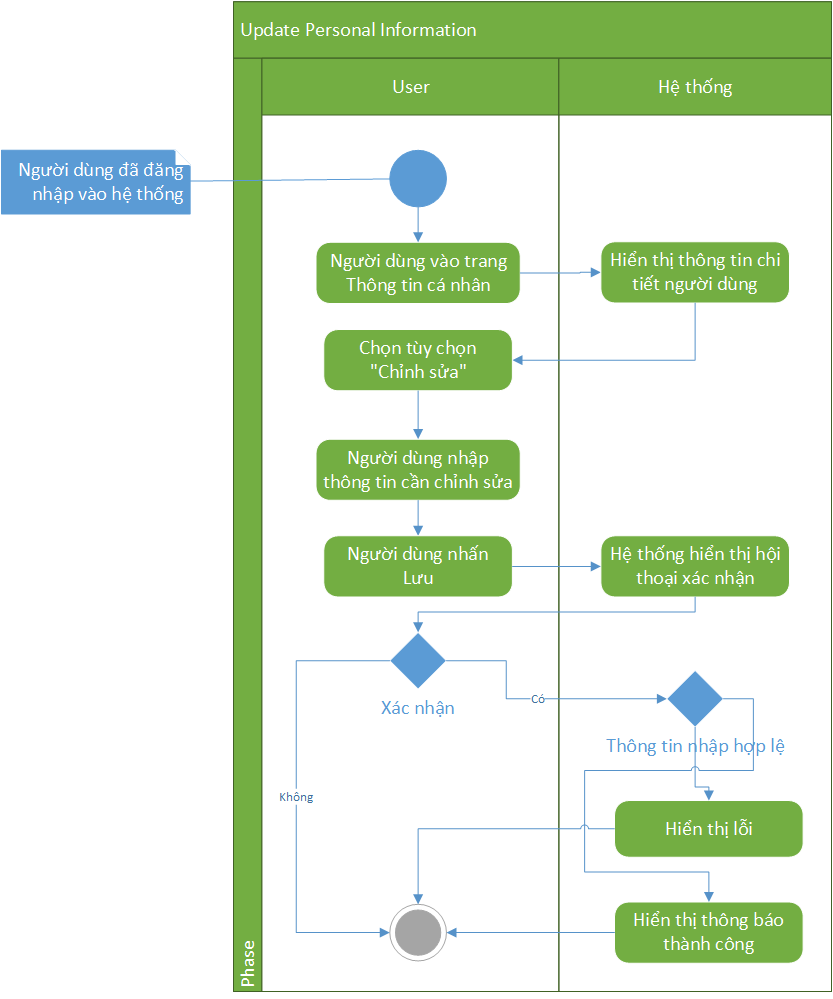 Update Personal Information
User
Hệ thống
Người dùng đã đăng
nhập vào hệ thống
Người dùng vào trang
Thông tin cá nhân
Hiển thị thông tin chi
tiết người dùng
Chọn tùy chọn
"Chỉnh sửa"
Người dùng nhập
thông tin cần chỉnh sửa
Người dùng nhấn
Lưu
Hệ thống hiển thị hội
thoại xác nhận
Xác nhận
Có
Thông tin nhập hợp lệ
Không
Hiển thị lỗi
Hiển thị thông báo
thành công
Phase